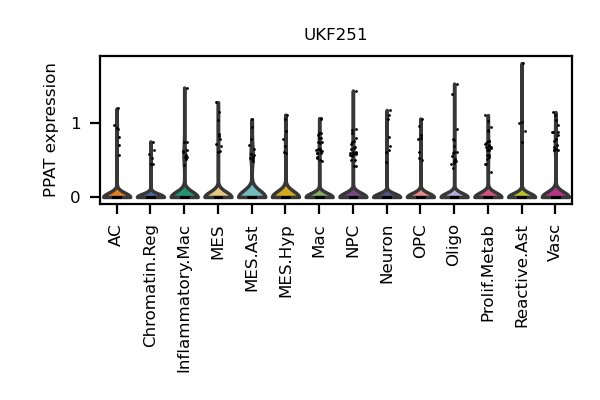 UKF251
PPAT expression
1
0
AC
Chromatin.Reg
Inflammatory.Mac
MES
MES.Ast
MES.Hyp
Mac
NPC
Neuron
OPC
Oligo
Prolif.Metab
Reactive.Ast
Vasc